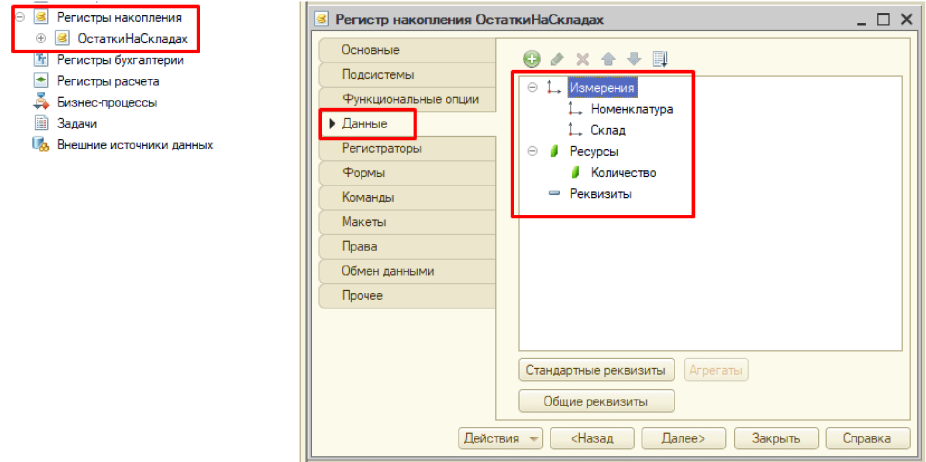 Регистры накопления
ОстаткиНаСкладах
Регистры бухгалтерии
Регистры расчета
Бизнес-процессы
Задачи
Внешние источники данных
Регистр накопления ОстаткиНаСкладах
Основные
Подсистемы
Функциональные опции
Данные
Регистраторы
Формы
Команды
Макеты
Права
Обмен данными
Прочее
Измерения
Номенклатура
Склад
Ресурсы
Количество
Реквизиты
Стандартные реквизиты Агрегаты
Общие реквизиты
Действия <Назад Далее> Закрыть Справка